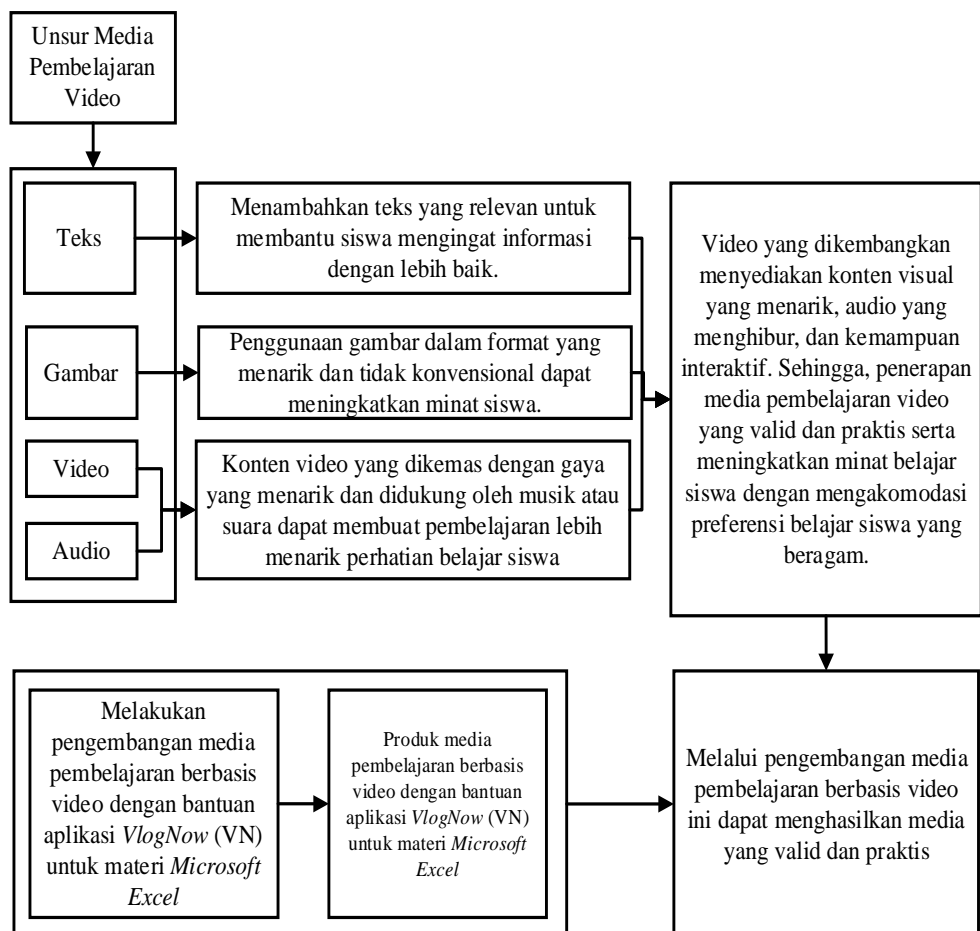 Unsur Media
Pembelajaran
Video
Teks
Menambahkan teks yang relevan untuk
membantu siswa mengingat informasi
dengan lebih baik.
Gambar
Penggunaan gambar dalam format yang
menarik dan tidak konvensional dapat
meningkatkan minat siswa.
Video
Audio
Konten video yang dikemas dengan gaya
yang menarik dan didukung oleh musik atau
suara dapat membuat pembelajaran lebih
menarik perhatian belajar siswa
Video yang dikembangkan
menyediakan konten visual
yang menarik, audio yang
menghibur, dan kemampuan
interaktif. Sehingga, penerapan
media pembelajaran video
yang valid dan praktis serta
meningkatkan minat belajar
siswa dengan mengakomodasi
preferensi belajar siswa yang
beragam.
Melakukan
pengembangan media
pembelajaran berbasis
video dengan bantuan
aplikasi VlogNow (VN)
untuk materi Microsoft
Excel
Produk media
pembelajaran berbasis
video dengan bantuan
aplikasi VlogNow (VN)
untuk materi Microsoft
Excel
Melalui pengembangan media
pembelajaran berbasis video
ini dapat menghasilkan media
yang valid dan praktis